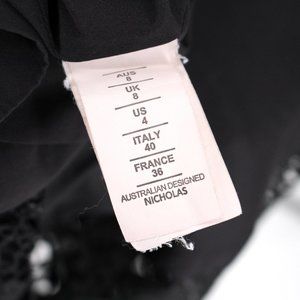 AUS
8
UK
8
US
4
ITALY
40
FRANCE
36
AUSTRALIAN DESIGNED
NICHOLAS